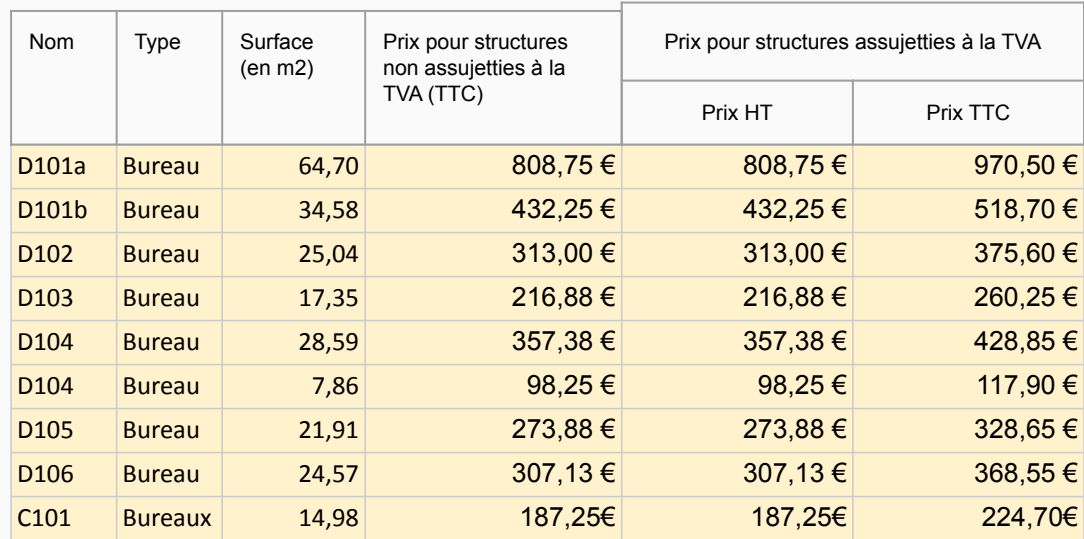 Nom Type Surface (en m2) Prix pour structures non assujetties à la TVA (TTC) Prix pour structures assujetties à la TVA
Prix HT Prix TTC
D101a Bureau 64,70 808,75 € 808,75 € 970,50 €
D101b Bureau 34,58 432,25 € 432,25 € 518,70 €
D102 Bureau 25,04 313,00 € 313,00 € 375,60 €
D103 Bureau 17,35 216,88 € 216,88 € 260,25 €
D104 Bureau 28,59 357,38 € 357,38 € 428,85 €
D104 Bureau 7,86 98,25 € 98,25 € 117,90 €
D105 Bureau 21,91 273,88 € 273,88 € 328,65 €
D106 Bureau 24,57 307,13 € 307,13 € 368,55 €
C101 Bureaux 14,98 187,25€ 187,25€ 224,70€